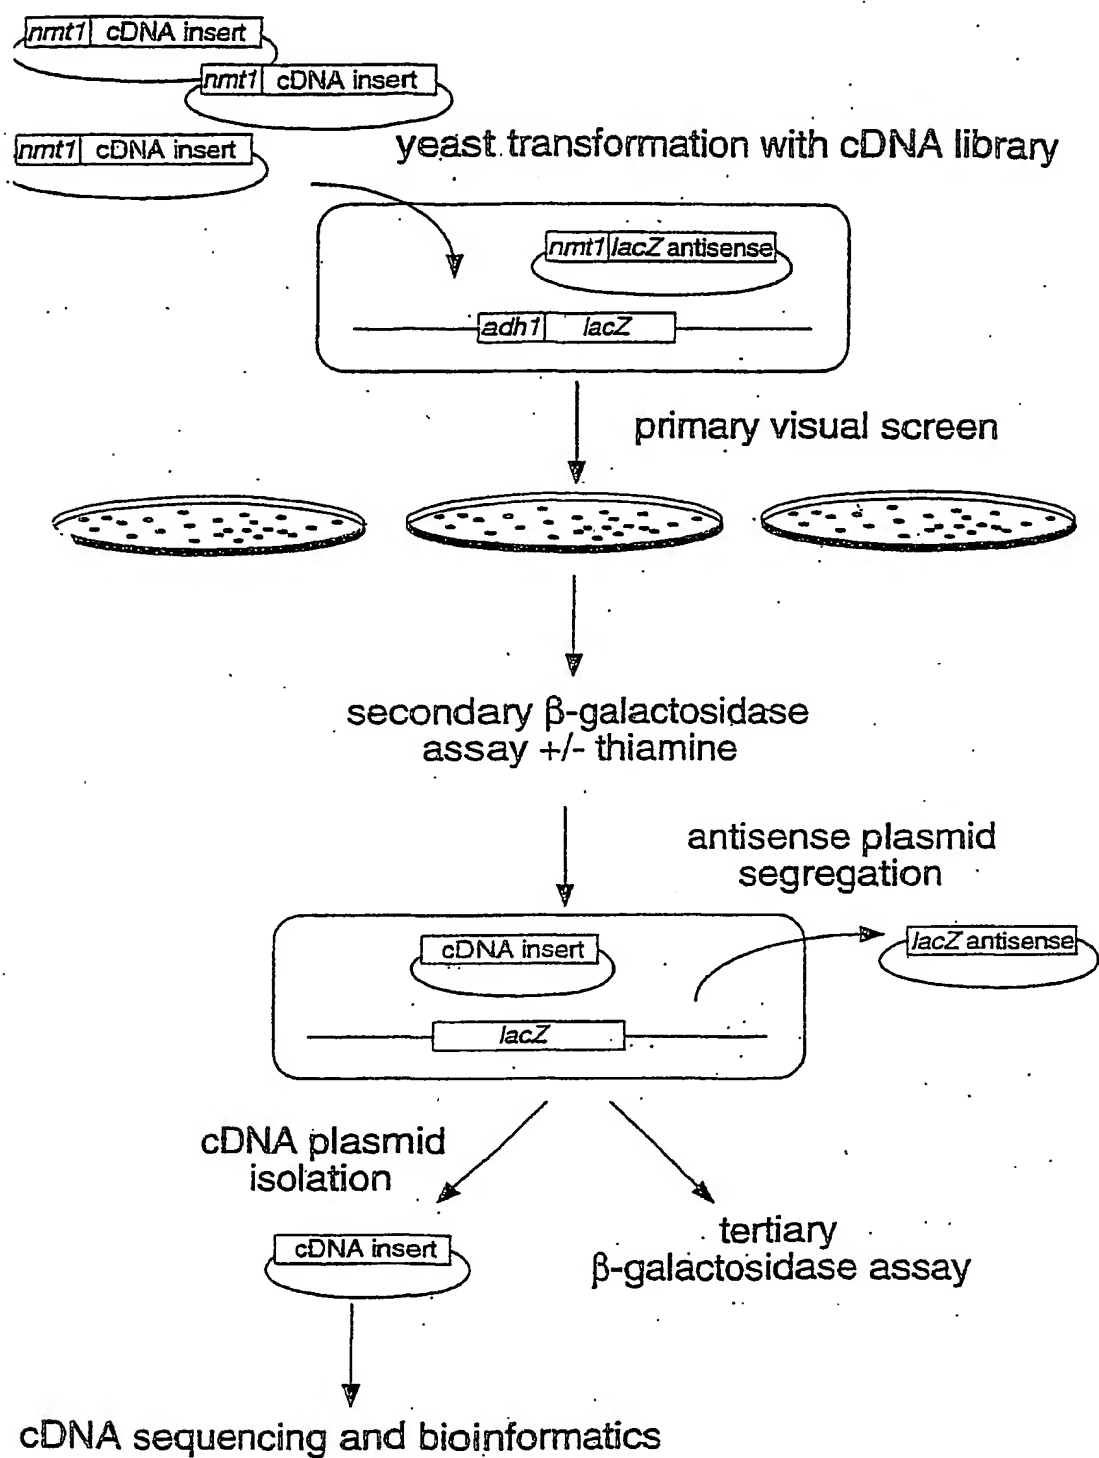 nmt1 cDNA insert
nmt1 cDNA insert
nmt1 cDNA insert
yeast transformation with cDNA library
nmt1 lacZ antisense
adh1 lacZ
primary visual screen
secondary β-galactosidase
assay +/- thiamine
antisense plasmid
segregation
cDNA insert
lacZ antisense
lacZ
cDNA plasmid
isolation
tertiary
β-galactosidase assay
cDNA insert
cDNA sequencing and bioinformatics